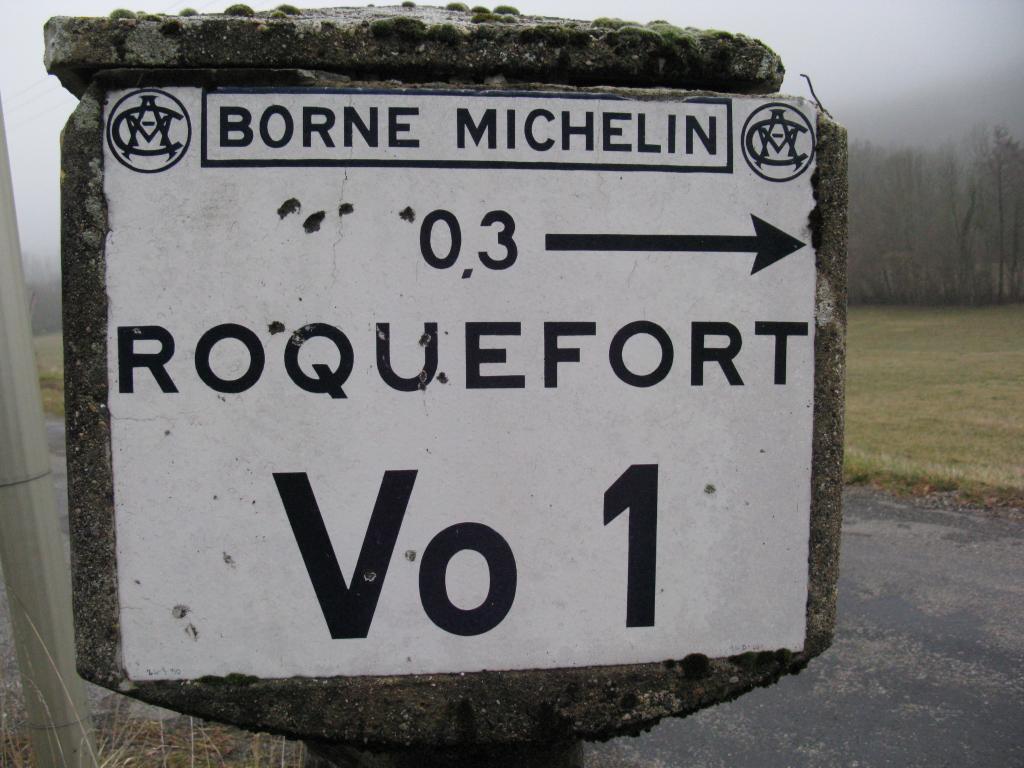 BORNE MICHELIN
0,3
ROQUEFORT
Vo 1